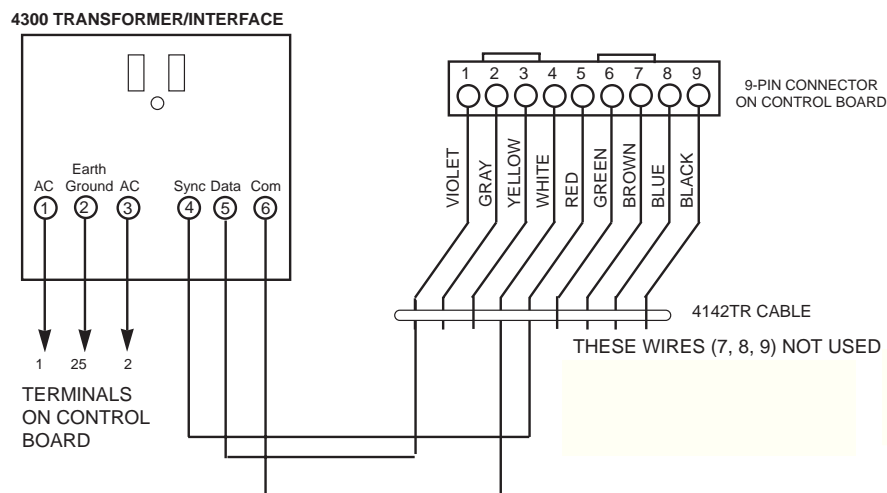 4300 TRANSFORMER/INTERFACE
1 2 3 4 5 6 7 8 9
9-PIN CONNECTOR
ON CONTROL BOARD
VIOLET
GRAY
YELLOW
WHITE
RED
GREEN
BROWN
BLUE
BLACK
Earth
AC Ground AC Sync Data Com
1 2 3 4 5 6
4142TR CABLE
THESE WIRES (7, 8, 9) NOT USED
1 25 2
TERMINALS
ON CONTROL
BOARD